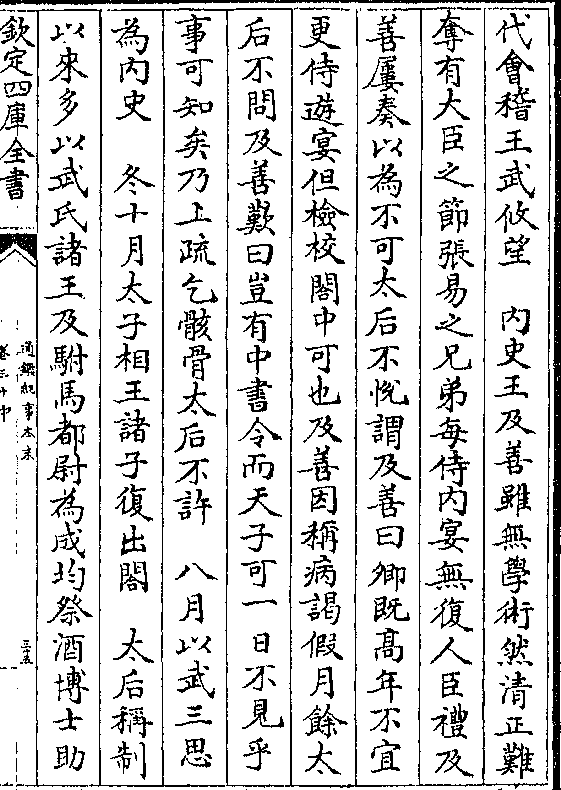 代會稽王武攸望　內史王及善雖無學術然清正難
奪有大臣之節張易之兄弟每侍內宴無復人臣禮及
善屢奏以為不可太后不悅謂及善曰卿既髙年不宜
更侍遊宴但檢校閣中可也及善因稱病謁假月餘太
后不問及善歎曰豈有中書令而天子可一日不見乎
事可知矣乃上疏乞骸骨太后不許　八月以武三思
為內史　冬十月太子相王諸子復出閣　太后稱制
以來多以武氏諸王及駙馬都尉為成均祭酒博士助
欽定四庫全書
通鑑紀事本末
卷三十中
三五